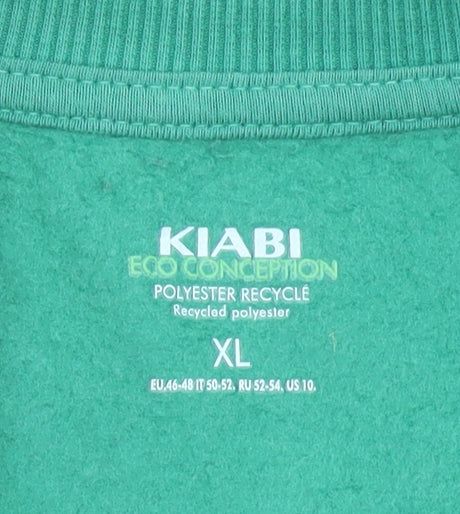 KIABI
ECO CONCEPTION
POLYESTER RECYCLÉ
Recycled polyester
XL
EU.46-48 IT 50-52. RU 52-54. US 10.